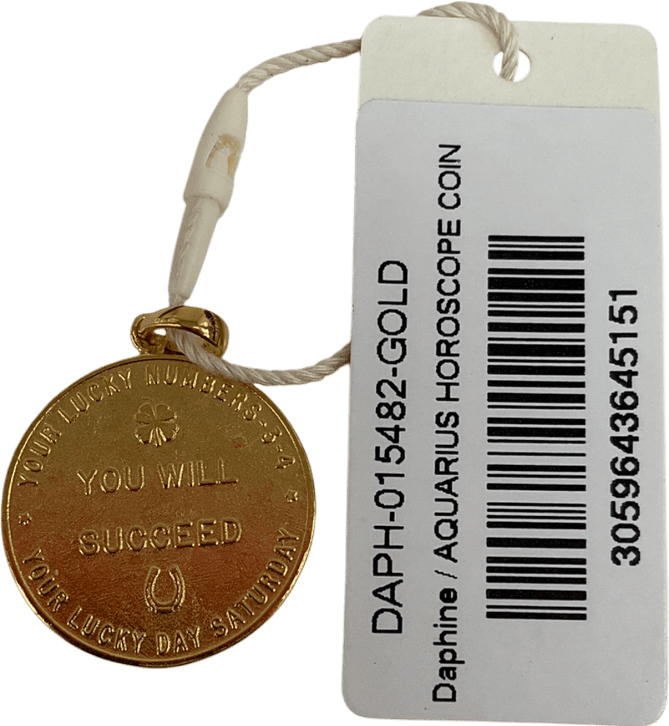 YOUR LUCKY NUMBERS-3-4
YOU WILL
SUCCEED
YOUR LUCKY DAY SATURDAY
DAPH-015482-GOLD
Daphine / AQUARIUS HOROSCOPE COIN
3059643645151